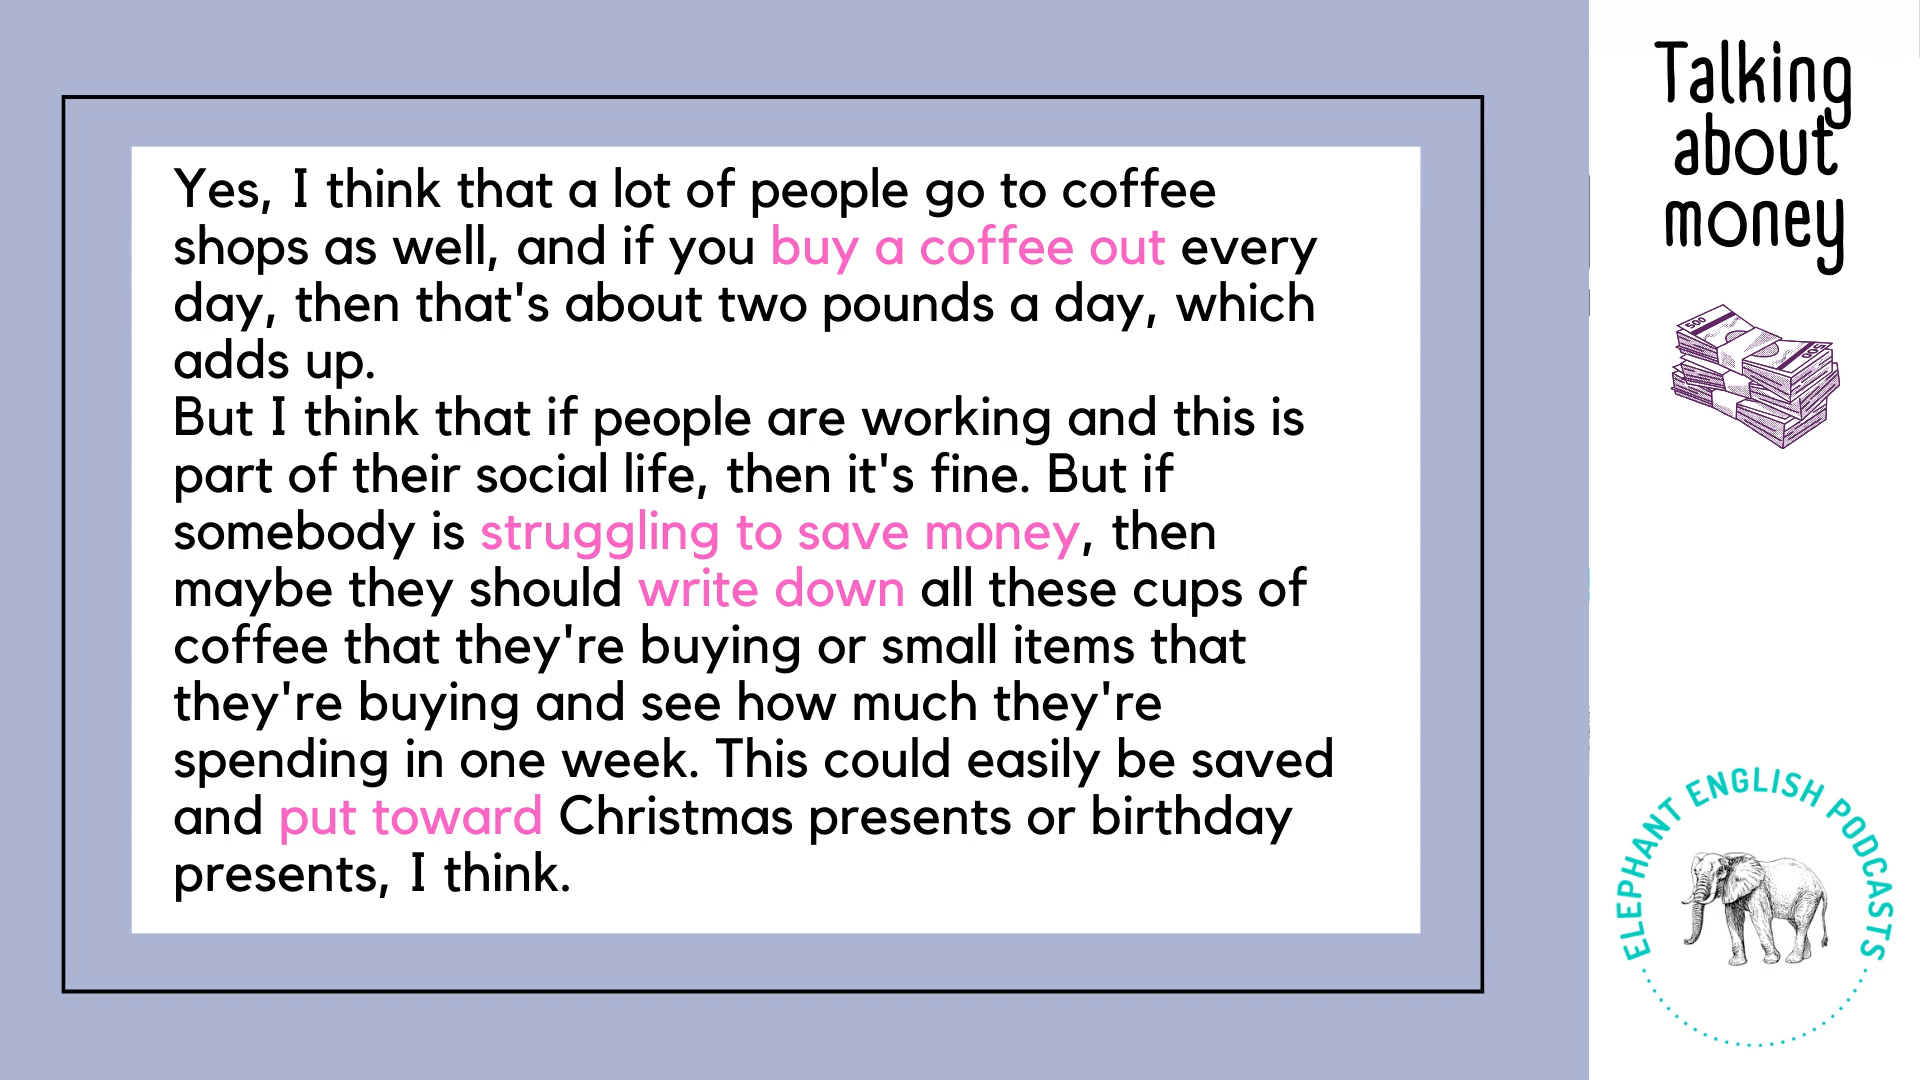 Yes, I think that a lot of people go to coffee
shops as well, and if you buy a coffee out every
day, then that's about two pounds a day, which
adds up.
But I think that if people are working and this is
part of their social life, then it's fine. But if
somebody is struggling to save money, then
maybe they should write down all these cups of
coffee that they're buying or small items that
they're buying and see how much they're
spending in one week. This could easily be saved
and put toward Christmas presents or birthday
presents, I think.
Talking
about
money
500
500
ELEPHANT ENGLISH PODCASTS